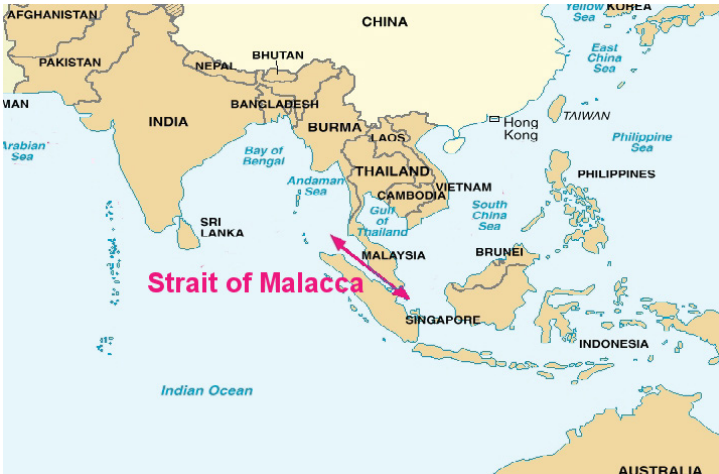 AFGHANISTAN
Yellow
Sea
KOREA
CHINA
East
China
Sea
PAKISTAN
NEPAL
BHUTAN
MAN
BANGLADESH
INDIA
BURMA
LAOS
Hong
Kong
TAIWAN
Arabian
Sea
Bay of
Bengal
Philippine
Sea
THAILAND
PHILIPPINES
Andaman
Sea
CAMBODIA
VIETNAM
Gulf
of
Thailand
South
China
Sea
SRI
LANKA
MALAYSIA
BRUNEI
Strait of Malacca
SINGAPORE
INDONESIA
Indian Ocean
AUSTRALIA